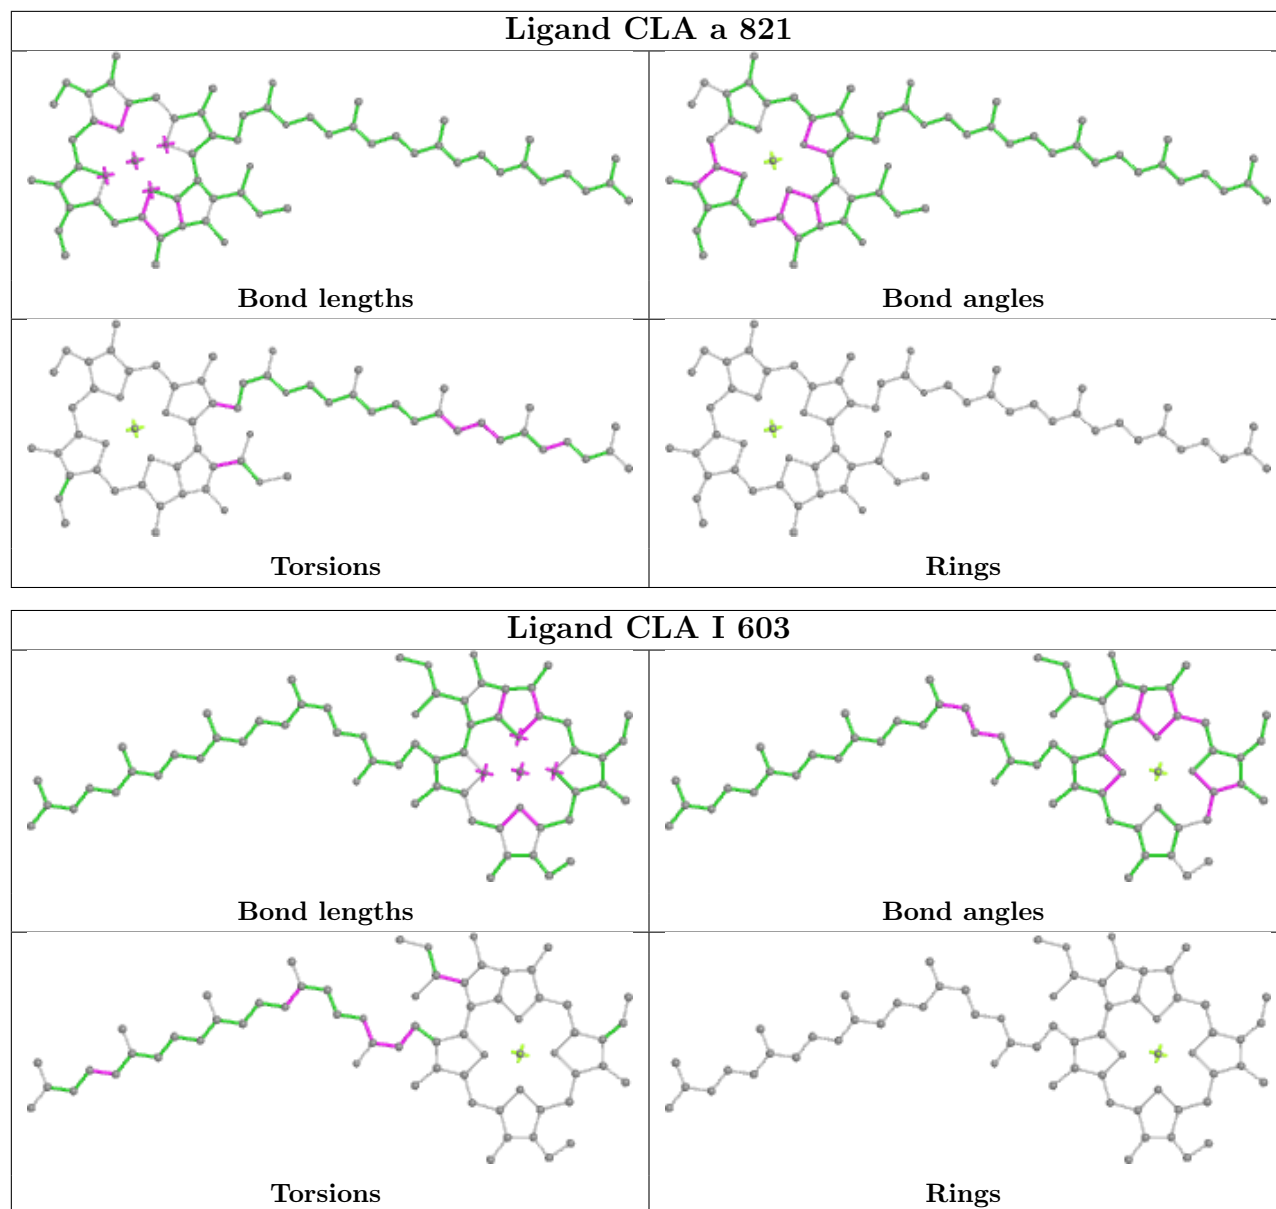 Ligand CLA a 821
Bond lengths
Bond angles
Torsions
Rings
Ligand CLA I 603
Bond lengths
Bond angles
Torsions
Rings